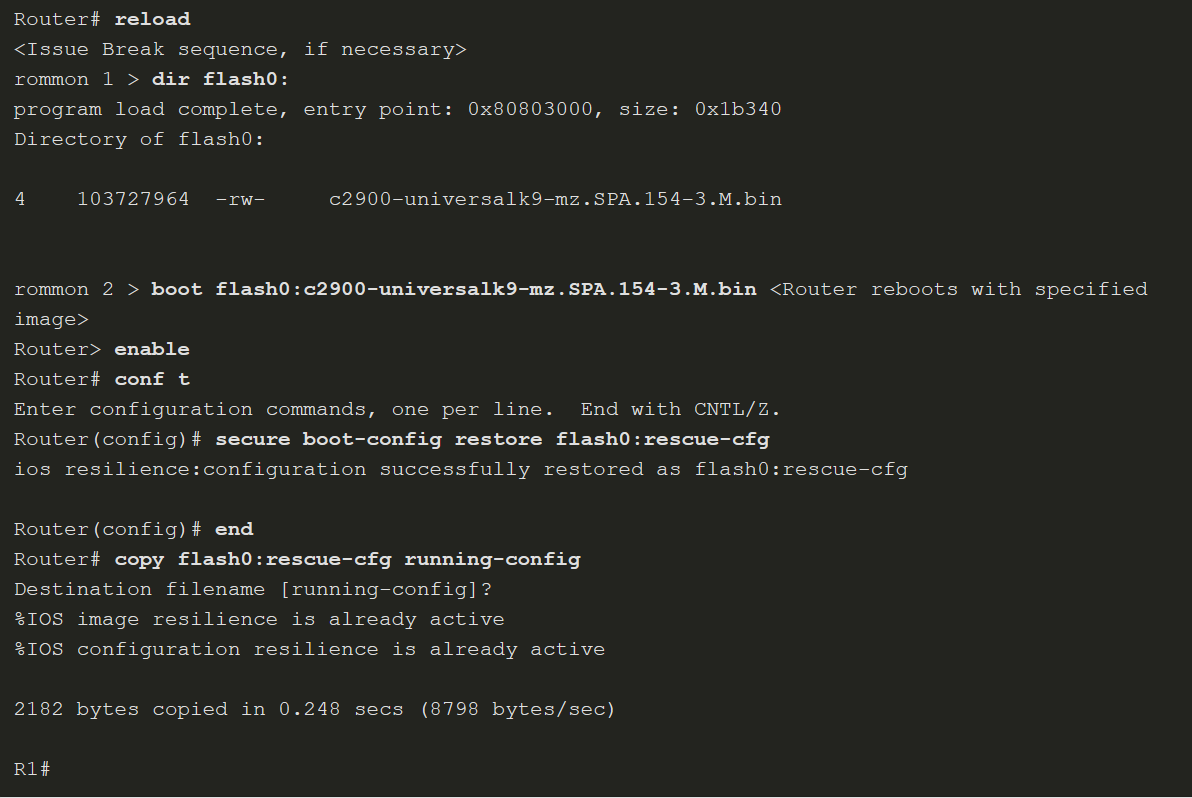 Router# reload
<Issue Break sequence, if necessary>
rommon 1 > dir flash0:
program load complete, entry point: 0x80803000, size: 0x1b340
Directory of flash0:
4    103727964  -rw-     c2900-universalk9-mz.SPA.154-3.M.bin
rommon 2 > boot flash0:c2900-universalk9-mz.SPA.154-3.M.bin <Router reboots with specified
image>
Router> enable
Router# conf t
Enter configuration commands, one per line.  End with CNTL/Z.
Router(config)# secure boot-config restore flash0:rescue-cfg
ios resilience:configuration successfully restored as flash0:rescue-cfg
Router(config)# end
Router# copy flash0:rescue-cfg running-config
Destination filename [running-config]?
%IOS image resilience is already active
%IOS configuration resilience is already active
2182 bytes copied in 0.248 secs (8798 bytes/sec)
R1#